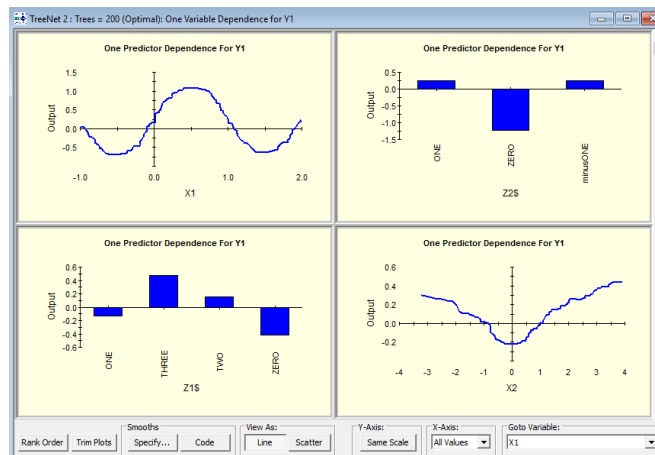 TreeNet 2 : Trees = 200 (Optimal): One Variable Dependence for Y1
One Predictor Dependence For Y1
1.5
1.0
0.5
0.0
-0.5
Output
-1.0 0.0 1.0 2.0
X1
One Predictor Dependence For Y1
0.5
0.0
-0.5
-1.0
-1.5
Output
ONE ZERO minusONE
Z2$
One Predictor Dependence For Y1
0.6
0.4
0.2
0.0
-0.2
-0.4
-0.6
Output
ONE THREE TWO ZERO
Z1$
One Predictor Dependence For Y1
0.6
0.4
0.2
0.0
-0.2
Output
-4 -3 -2 -1 0 1 2 3 4
X2
Smooths View As: Y-Axis: X-Axis: Goto Variable:
Rank Order Trim Plots Specify... Code Line Scatter Same Scale All Values X1